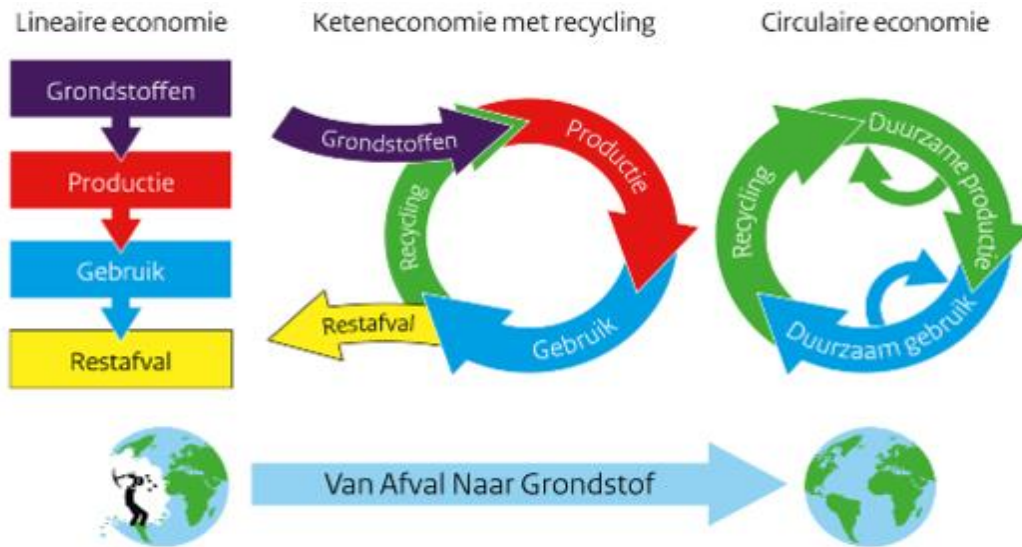 Lineaire economie
Keteneconomie met recycling
Circulaire economie
Grondstoffen
Productie
Gebruik
Restafval
Grondstoffen
Productie
Gebruik
Recycling
Restafval
Duurzame productie
Duurzaam gebruik
Recycling
Van Afval Naar Grondstof